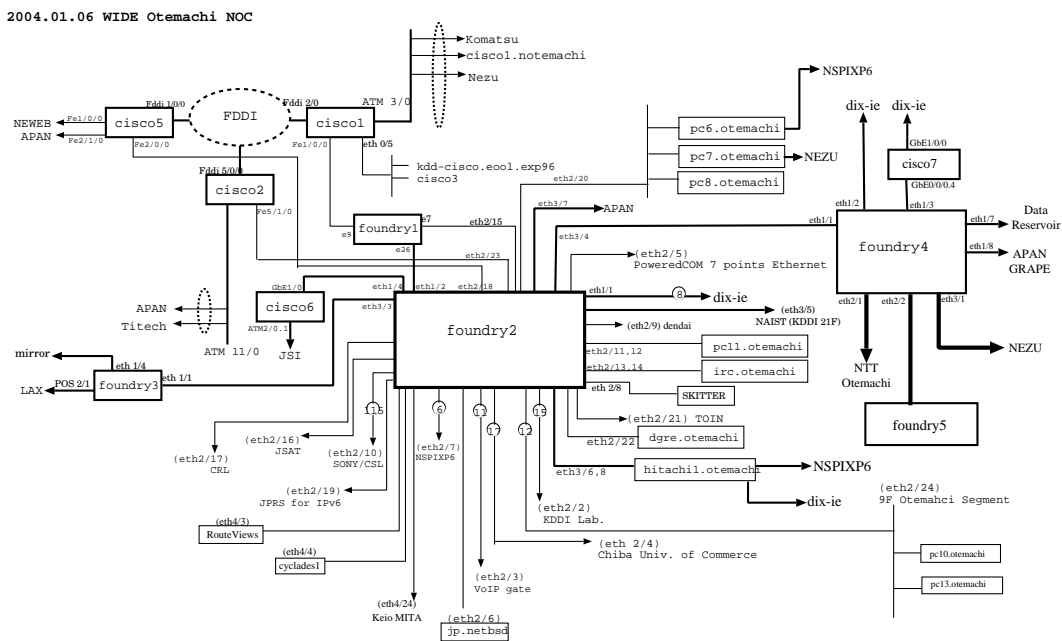 2004.01.06 WIDE Otemachi NOC
Komatsu
cisco1.notemachi
Nezu
ATM 3/0
NSPIXP6
dix-ie
dix-ie
Fddi 1/0/0
Fddi 2/0
FDDI
NEWEB
Fe1/0/0
cisco5
cisco1
APAN
Fe2/1/0
Fe2/0/0
Fe1/0/0
eth 0/5
pc6.otemachi
pc7.otemachi
NEZU
pc8.otemachi
GbE1/0/0
cisco7
GbE0/0/0.4
kdd-cisco.eool.exp96
cisco3
Fddi 5/0/0
cisco2
Fe5/1/0
eth2/20
eth3/7
APAN
eth1/2
eth1/3
eth1/1
eth1/7
Data
Reservoir
e7
eth2/15
foundry1
e9
e26
eth3/4
foundry4
eth1/8
APAN
GRAPE
eth2/23
(eth2/5)
PoweredCOM 7 points Ethernet
GbE1/0
eth1/4
eth1/2
eth2/18
eth3/3
eth1/1
8
dix-ie
eth2/1
eth2/2
eth3/1
APAN
Titech
cisco6
ATM2/0.1
foundry2
(eth3/5)
NAIST (KDDI 21F)
(eth2/9) dendai
ATM 11/0
JSI
eth2/11,12
pc11.otemachi
NEZU
mirror
eth 1/4
NTT
Otemachi
eth2/13,14
irc.otemachi
LAX
POS 2/1
foundry3
eth 1/1
eth 2/8
SKITTER
115
6
11
17
12
15
(eth2/21) TOIN
foundry5
(eth2/16)
JSAT
(eth2/17)
CRL
(eth2/10)
SONY/CSL
(eth2/7)
NSPIXP6
eth2/22
dgre.otemachi
eth3/6,8
hitachi1.otemachi
NSPIXP6
dix-ie
(eth2/24)
9F Otemahci Segment
(eth2/19)
JPRS for IPv6
(eth2/2)
KDDI Lab.
(eth4/3)
RouteViews
(eth 2/4)
Chiba Univ. of Commerce
(eth4/4)
cyclades1
(eth2/3)
VoIP gate
pc10.otemachi
pc13.otemachi
(eth4/24)
Keio MITA
(eth2/6)
jp.netbsd